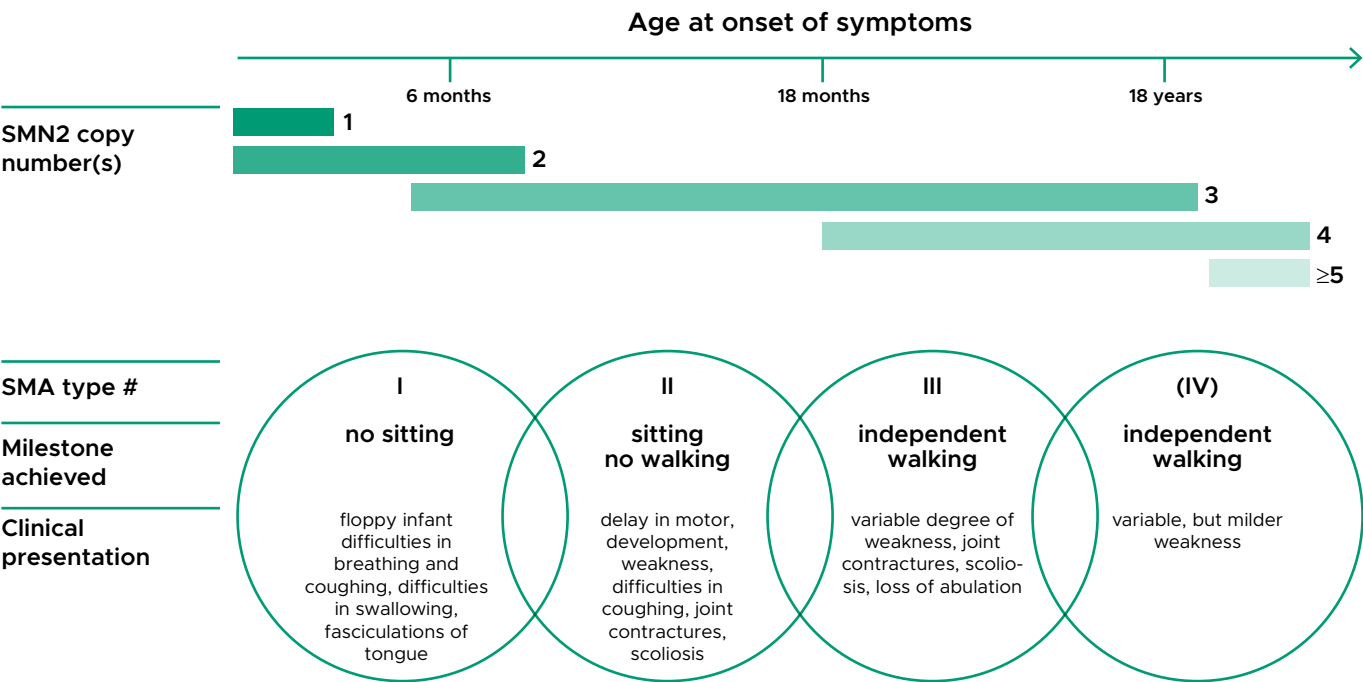 Age at onset of symptoms
6 months
18 months
18 years
SMN2 copy
number(s)
1
2
3
4
≥5
SMA type #
I
II
III
(IV)
Milestone
achieved
no sitting
sitting
no walking
independent
walking
independent
walking
Clinical
presentation
floppy infant
difficulties in
breathing and
coughing, difficulties
in swallowing,
fasciculations of
tongue
delay in motor,
development,
weakness,
difficulties in
coughing, joint
contractures,
scoliosis
variable degree of
weakness, joint
contractures, scolio-
sis, loss of abulation
variable, but milder
weakness